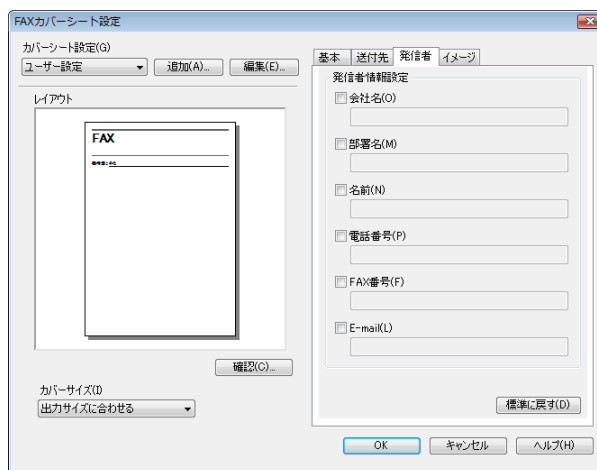 FAXカバーシート設定
カバーシート設定(G)
ユーザー設定
追加(A)...
編集(E)...
レイアウト
FAX
確認(C)...
カバーサイズ(I)
出力サイズに合わせる
基本
送付先
発信者
イメージ
発信者情報設定
会社名(O)
部署名(M)
名前(N)
電話番号(P)
FAX番号(F)
E-mail(L)
標準に戻す(D)
OK
キャンセル
ヘルプ(H)